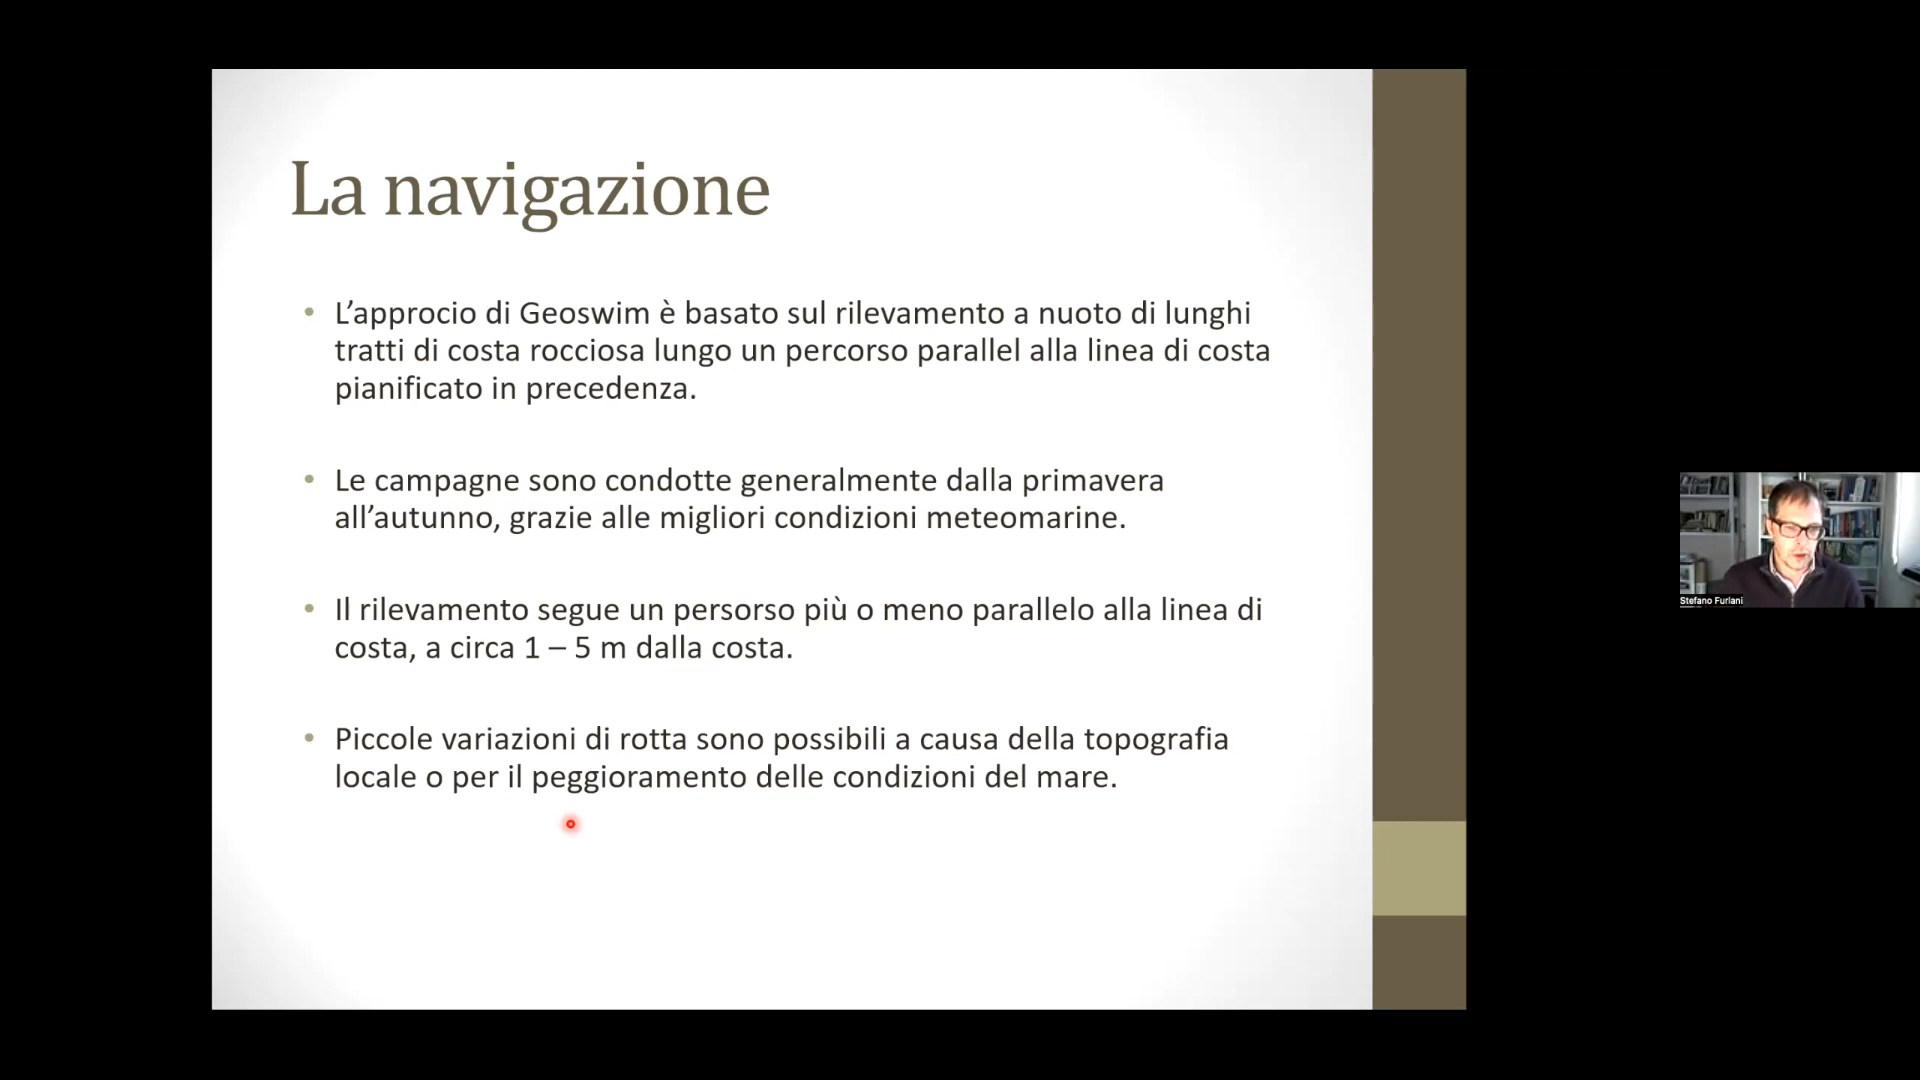 La navigazione
• L’approcio di Geoswim è basato sul rilevamento a nuoto di lunghi
tratti di costa rocciosa lungo un percorso parallel alla linea di costa
pianificato in precedenza.
• Le campagne sono condotte generalmente dalla primavera
all’autunno, grazie alle migliori condizioni meteomarine.
• Il rilevamento segue un persorso più o meno parallelo alla linea di
costa, a circa 1 – 5 m dalla costa.
• Piccole variazioni di rotta sono possibili a causa della topografia
locale o per il peggioramento delle condizioni del mare.
Stefano Furlani